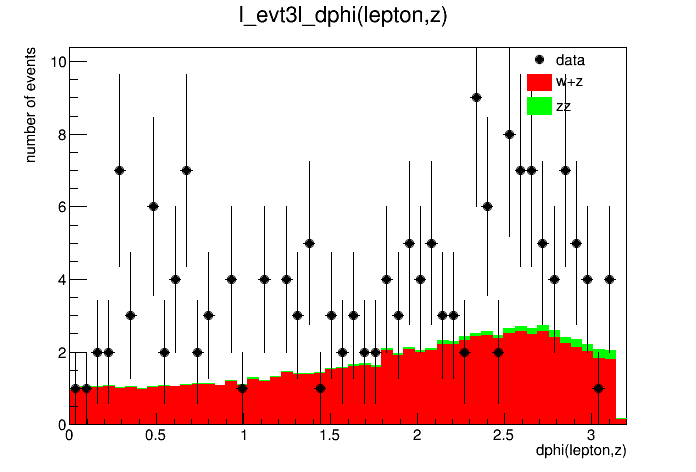 l_evt3l_dphi(lepton,z)
number of events
10
8
6
4
2
0
data
w+z
zz
0 0.5 1 1.5 2 2.5 3
dphi(lepton,z)